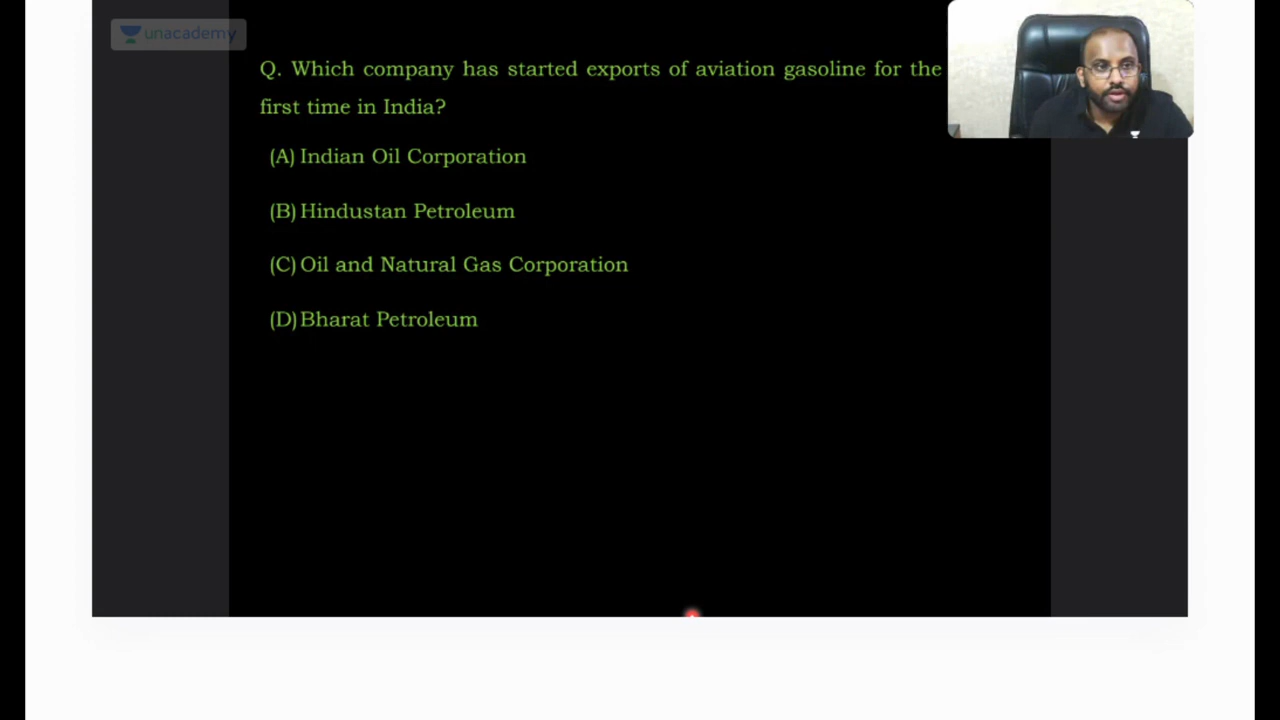 unacademy
Q. Which company has started exports of aviation gasoline for the
first time in India?
(A) Indian Oil Corporation
(B) Hindustan Petroleum
(C) Oil and Natural Gas Corporation
(D) Bharat Petroleum